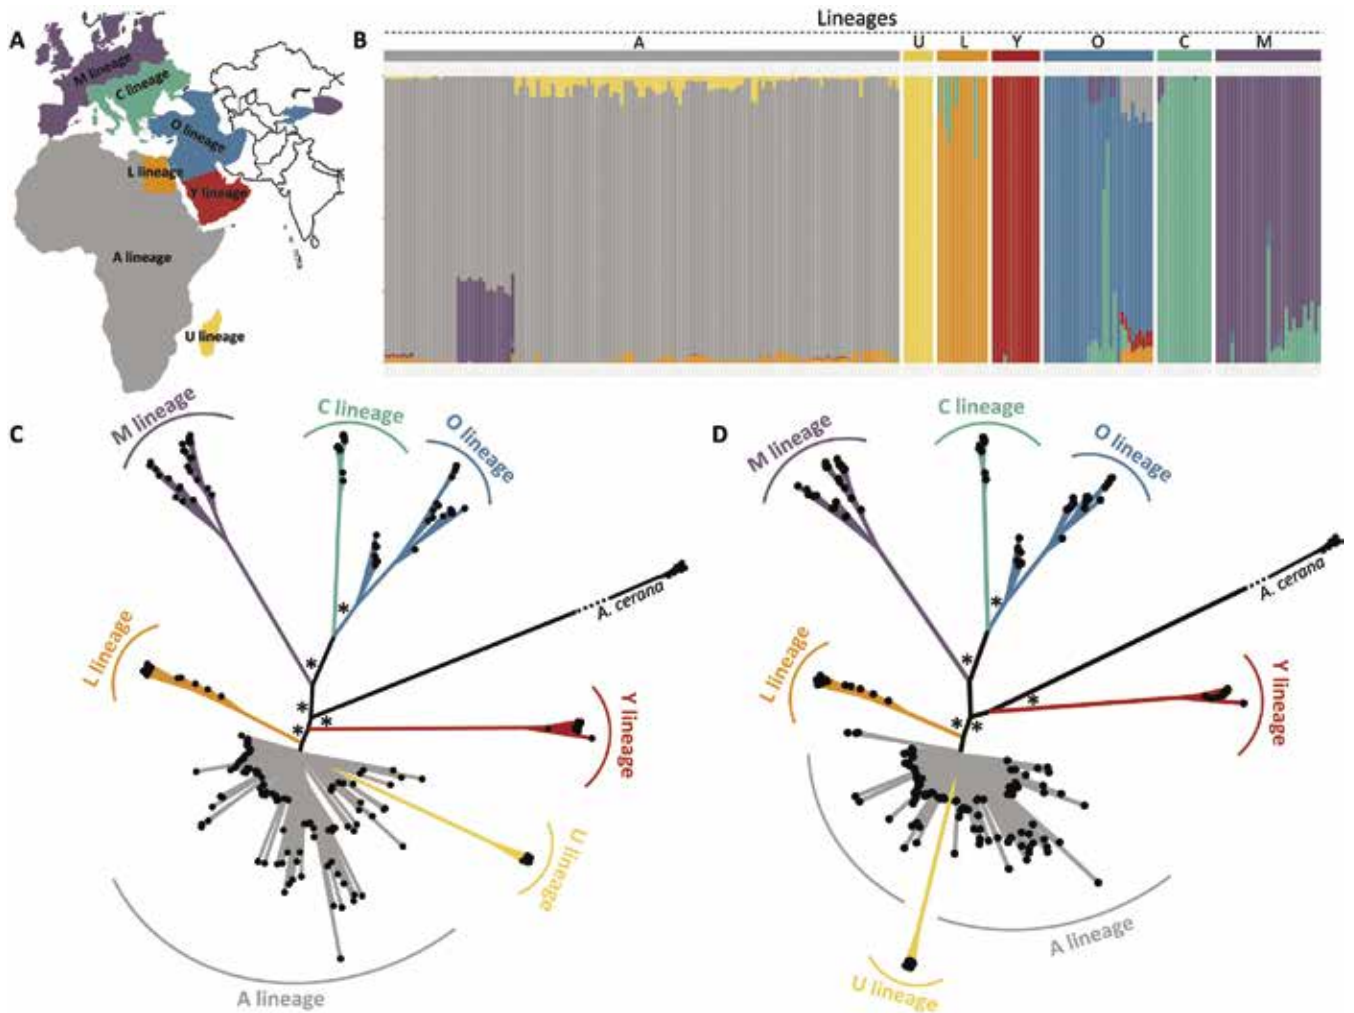 A
M lineage
C lineage
O lineage
L lineage
Y lineage
A lineage
U lineage
B
Lineages
A U L Y O C M
C
M lineage
C lineage
O lineage
A. cerana
L lineage
Y lineage
U lineage
A lineage
* * * * *
D
M lineage
C lineage
O lineage
A. cerana
L lineage
Y lineage
A lineage
U lineage
* * * * *